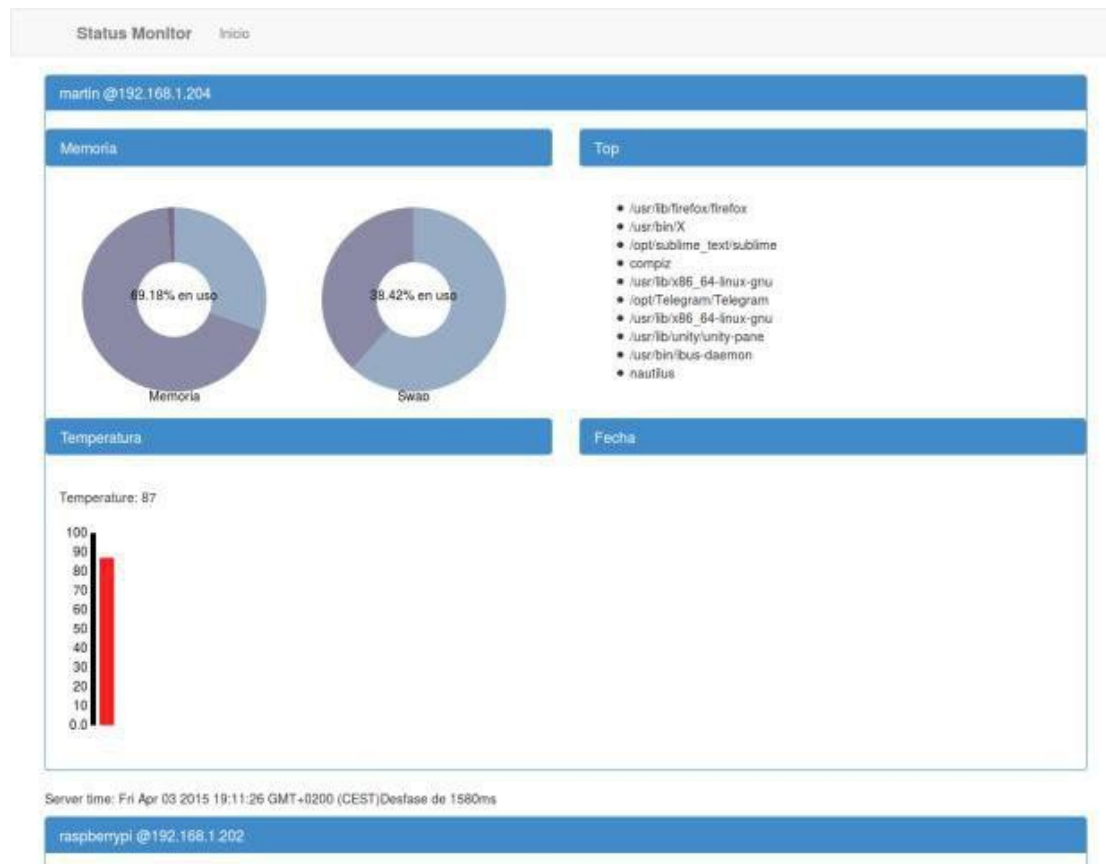 Status Monitor Inicio
martin @192.168.1.204
Memoria
69.18% en uso
38.42% en uso
Memoria
Swap
Top
/usr/lib/firefox/firefox
/usr/bin/X
/opt/sublime_text/sublime
compiz
/usr/lib/x86_64-linux-gnu
/opt/Telegram/Telegram
/usr/lib/x86_64-linux-gnu
/usr/lib/unity/unity-pane
/usr/bin/ibus-daemon
nautilus
Temperatura
Temperature: 87
100
90
80
70
60
50
40
30
20
10
0.0
Fecha
Server time: Fri Apr 03 2015 19:11:26 GMT+0200 (CEST)Desfase de 1580ms
raspberrypi @192.168.1.202